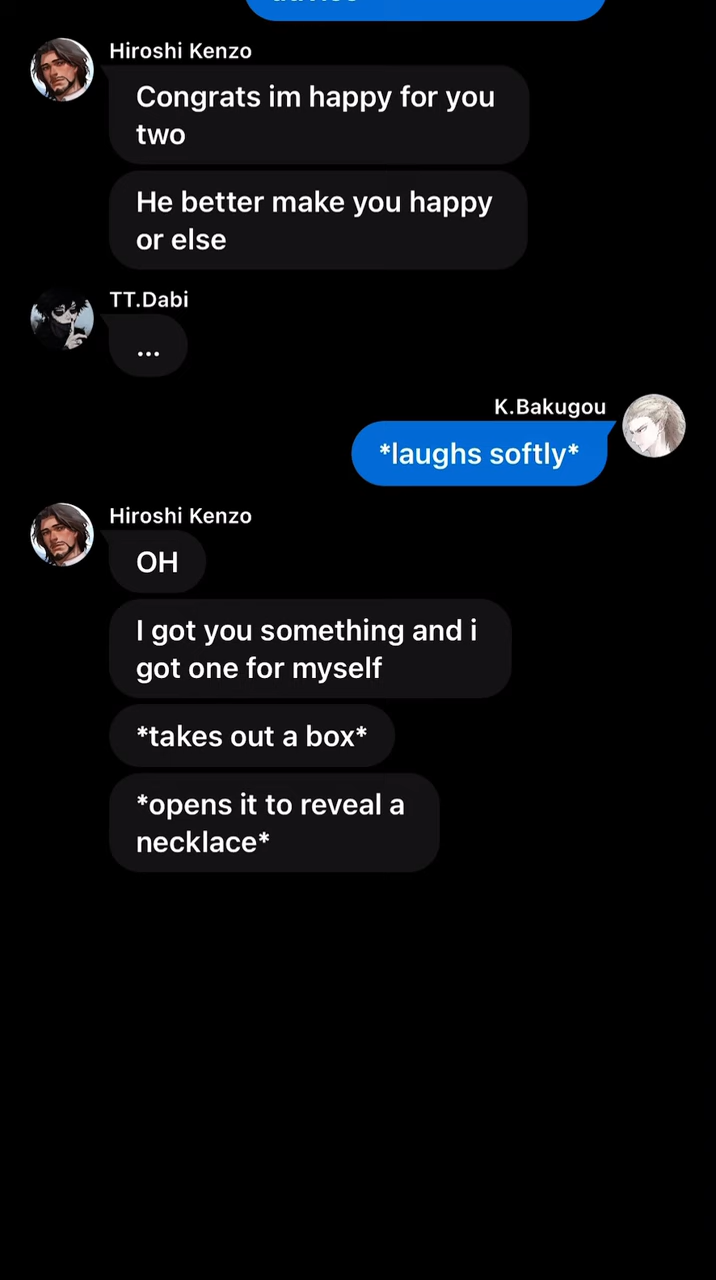 Hiroshi Kenzo
Congrats im happy for you
two
He better make you happy
or else
TT.Dabi
...
K.Bakugou
*laughs softly*
Hiroshi Kenzo
OH
I got you something and i
got one for myself
*takes out a box*
*opens it to reveal a
necklace*